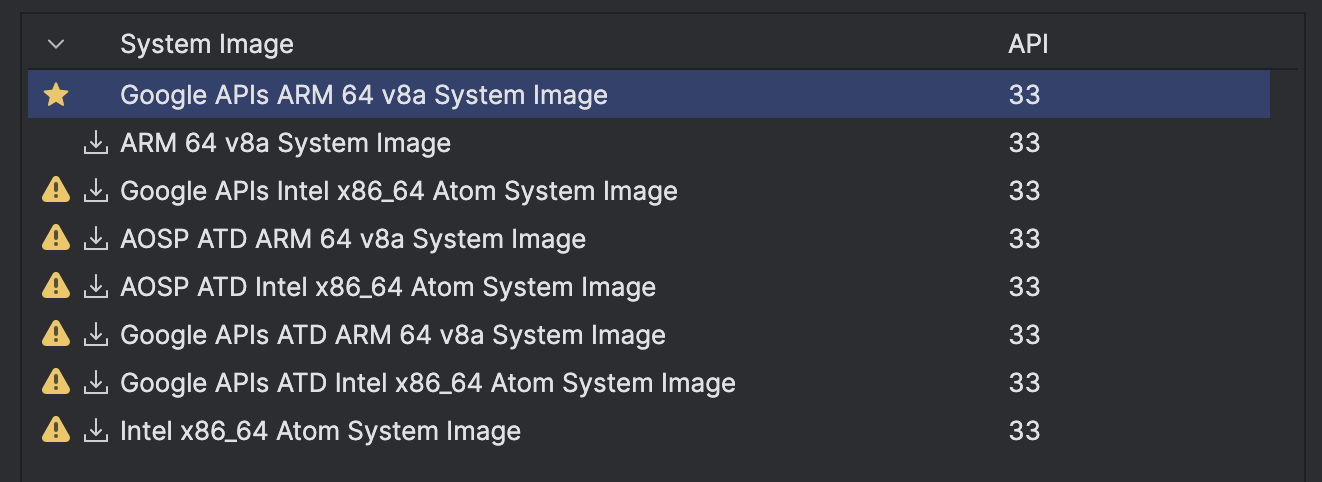 System Image API
Google APIs ARM 64 v8a System Image 33
ARM 64 v8a System Image 33
Google APIs Intel x86_64 Atom System Image 33
AOSP ATD ARM 64 v8a System Image 33
AOSP ATD Intel x86_64 Atom System Image 33
Google APIs ATD ARM 64 v8a System Image 33
Google APIs ATD Intel x86_64 Atom System Image 33
Intel x86_64 Atom System Image 33